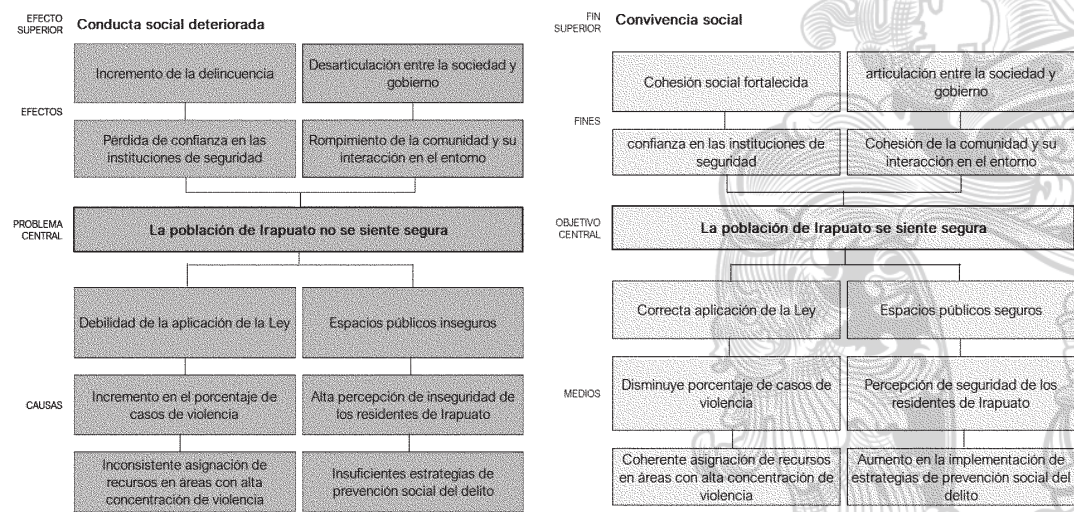 EFECTO
SUPERIOR
Conducta social deteriorada
Incremento de la delincuencia
Desarticulación entre la sociedad y
gobierno
EFECTOS
Pérdida de confianza en las
instituciones de seguridad
Rompimiento de la comunidad y su
interacción en el entorno
PROBLEMA
CENTRAL
La población de Irapuato no se siente segura
Debilidad de la aplicación de la Ley
Espacios públicos inseguros
CAUSAS
Incremento en el porcentaje de
casos de violencia
Alta percepción de inseguridad de
los residentes de Irapuato
Inconsistente asignación de
recursos en áreas con alta
concentración de violencia
Insuficientes estrategias de
prevención social del delito
FIN
SUPERIOR
Convivencia social
Cohesión social fortalecida
articulación entre la sociedad y
gobierno
FINES
confianza en las instituciones de
seguridad
Cohesión de la comunidad y su
interacción en el entorno
OBJETIVO
CENTRAL
La población de Irapuato se siente segura
Correcta aplicación de la Ley
Espacios públicos seguros
MEDIOS
Disminuye porcentaje de casos de
violencia
Percepción de seguridad de los
residentes de Irapuato
Coherente asignación de recursos
en áreas con alta concentración de
violencia
Aumento en la implementación de
estrategias de prevención social del
delito